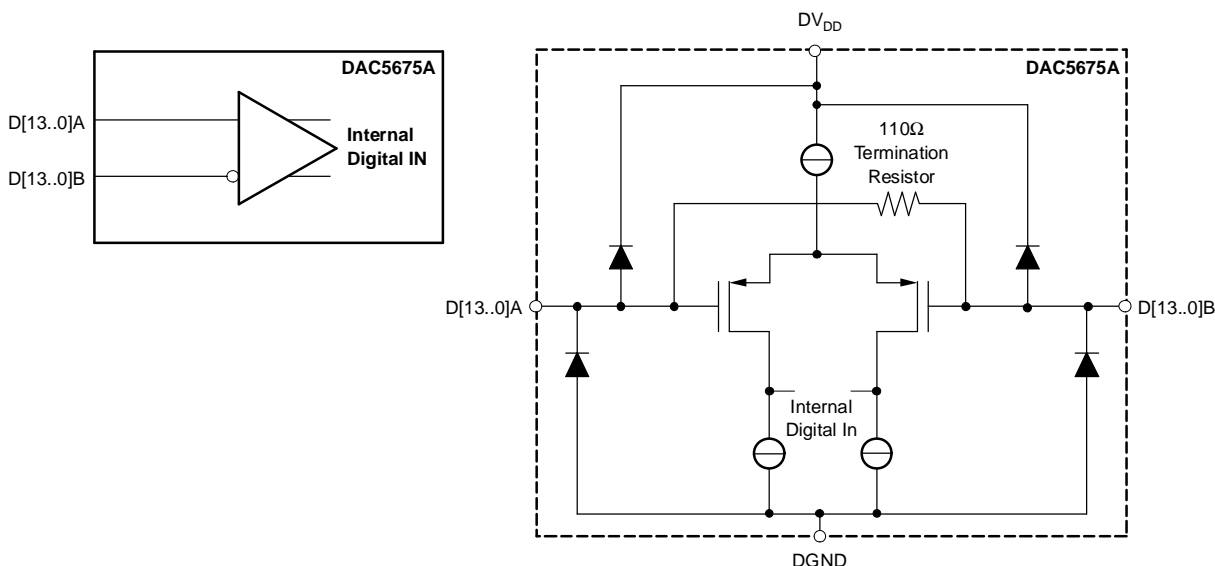 DAC5675A
D[13..0]A
D[13..0]B
Internal
Digital IN
DVDD
DAC5675A
110Ω
Termination
Resistor
D[13..0]A
D[13..0]B
Internal
Digital In
DGND